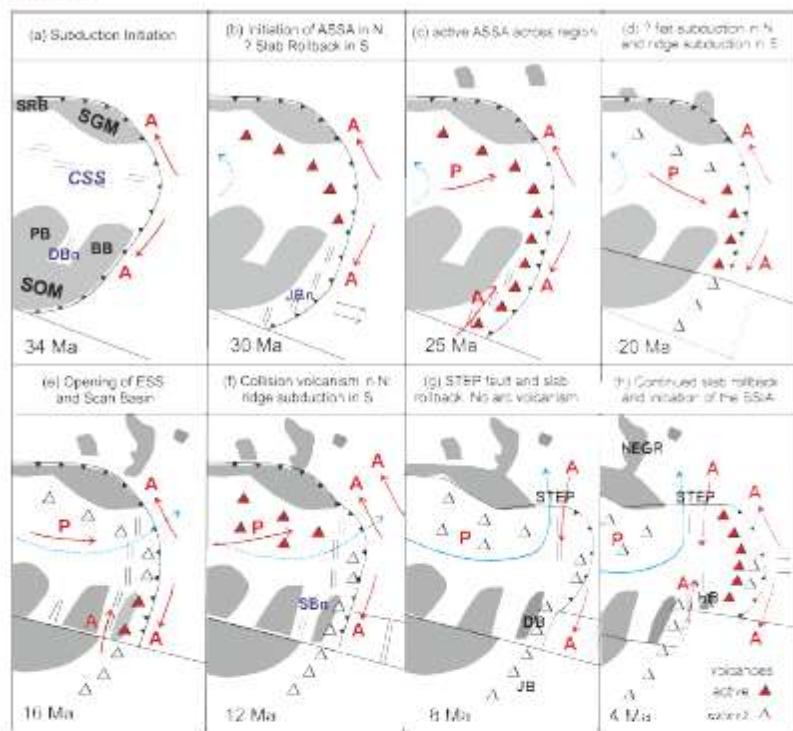 (a) Subduction Initiation
SRB
SGM
A
CSS
PB
DBn
BB
SOM
A
34 Ma
(b) Initiation of ASSA in N
? Slab Rollback in S
A
A
JBn
30 Ma
(c) active ASSA across region
A
P
A
A
25 Ma
(d) ? flat subduction in N
and ridge subduction in S
A
P
A
20 Ma
(e) Opening of ESS
and Scan Basin
A
P
A
A
16 Ma
(f) Collision volcanism in N
ridge subduction in S
A
P
SBn
A
12 Ma
(g) STEP fault and slab
rollback. No arc volcanism
A
STEP
P
DB
A
JB
8 Ma
(h) Continued slab rollback
and initiation of the
NEGR
A
STEP
A
P
A
A
volcanoes
active
4 Ma